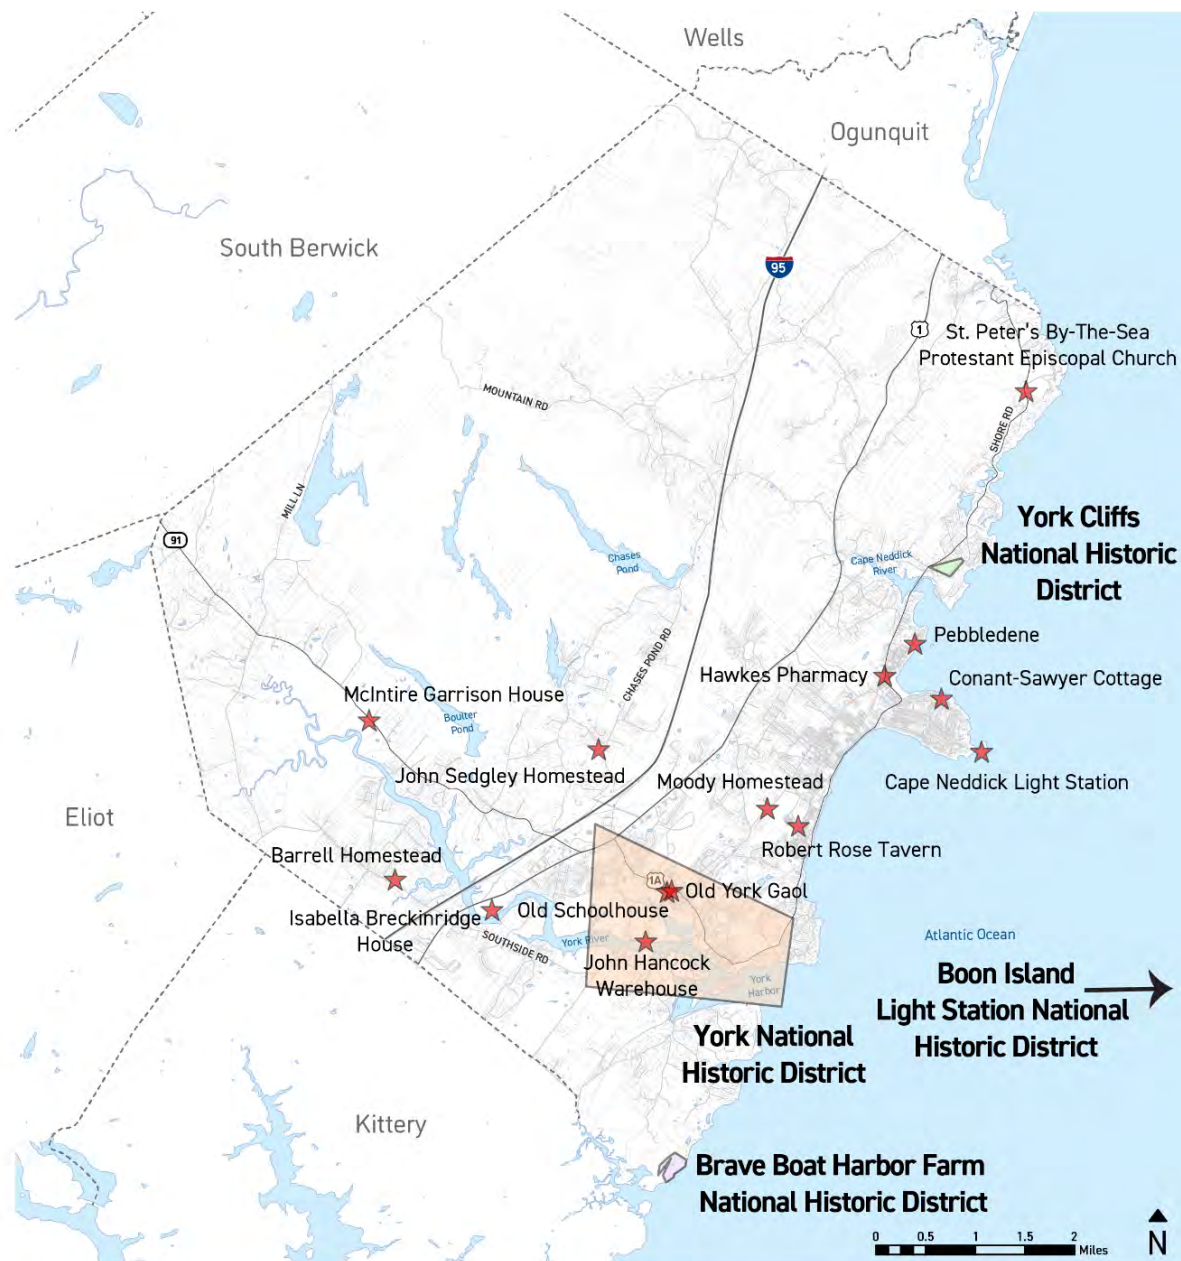 Wells
Ogunquit
South Berwick
95
1
St. Peter's By-The-Sea
Protestant Episcopal Church
MOUNTAIN RD
SHORE RD
MILL LN
91
York Cliffs
National Historic
District
Chases
Pond
Cape Neddick
River
Pebbledene
CHASES POND RD
Hawkes Pharmacy
Conant-Sawyer Cottage
McIntire Garrison House
Boulter
Pond
John Sedgley Homestead
Moody Homestead
Cape Neddick Light Station
Eliot
Robert Rose Tavern
Barrell Homestead
1A
Old York Gaol
Isabella Breckinridge
House
Old Schoolhouse
SOUTHSIDE RD
York River
John Hancock
Warehouse
York
Harbor
Atlantic Ocean
Boon Island
Light Station National
Historic District
York National
Historic District
Kittery
Brave Boat Harbor Farm
National Historic District
0 0.5 1 1.5 2
Miles
N